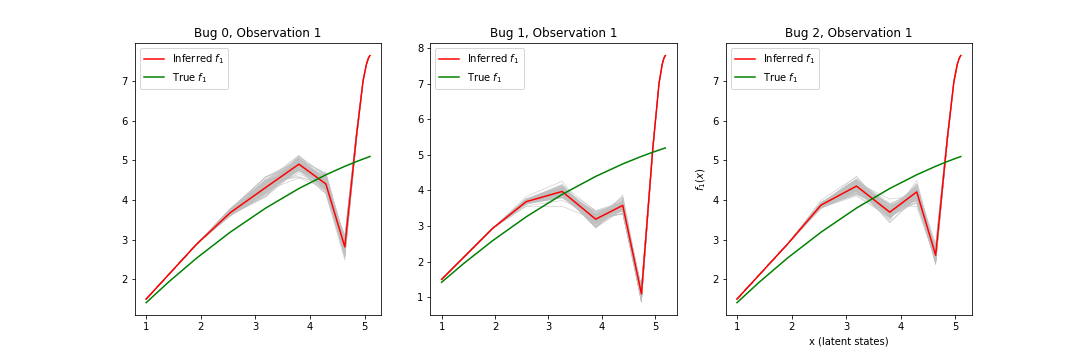 Bug 0, Observation 1
Inferred f₁
True f₁
7
6
5
4
3
2
1 2 3 4 5
Bug 1, Observation 1
Inferred f₁
True f₁
8
7
6
5
4
3
2
1
1 2 3 4 5
Bug 2, Observation 1
Inferred f₁
True f₁
f₁(x)
7
6
5
4
3
2
1 2 3 4 5
x (latent states)